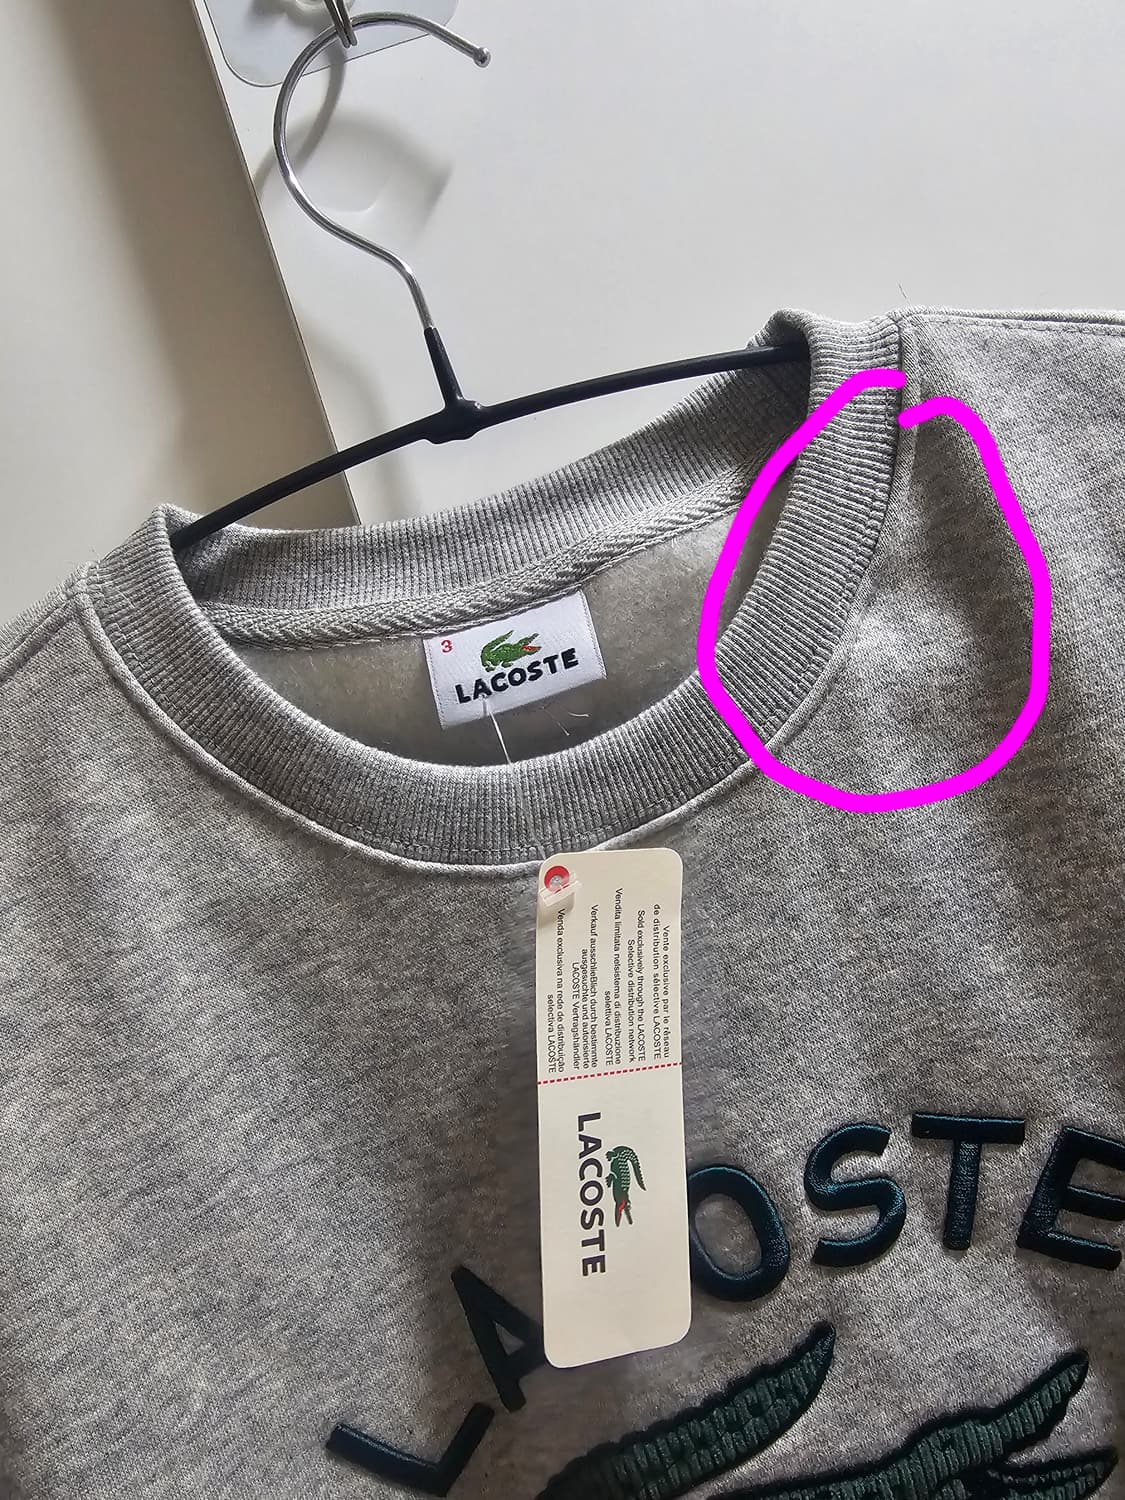 3
LACOSTE
Vente exclusive par le réseau
de distribution sélective LACOSTE
Sold exclusively through the LACOSTE
Selective distribution network
Vendita limitata nelsistema di distribuzione
selettiva LACOSTE
Verkauf ausschließlich durch bestimmte
ausgesuchte und autorisierte
LACOSTE Vertragshändler
Venda exclusiva na rede de distribuição
selectiva LACOSTE
LACOSTE
LACOSTE